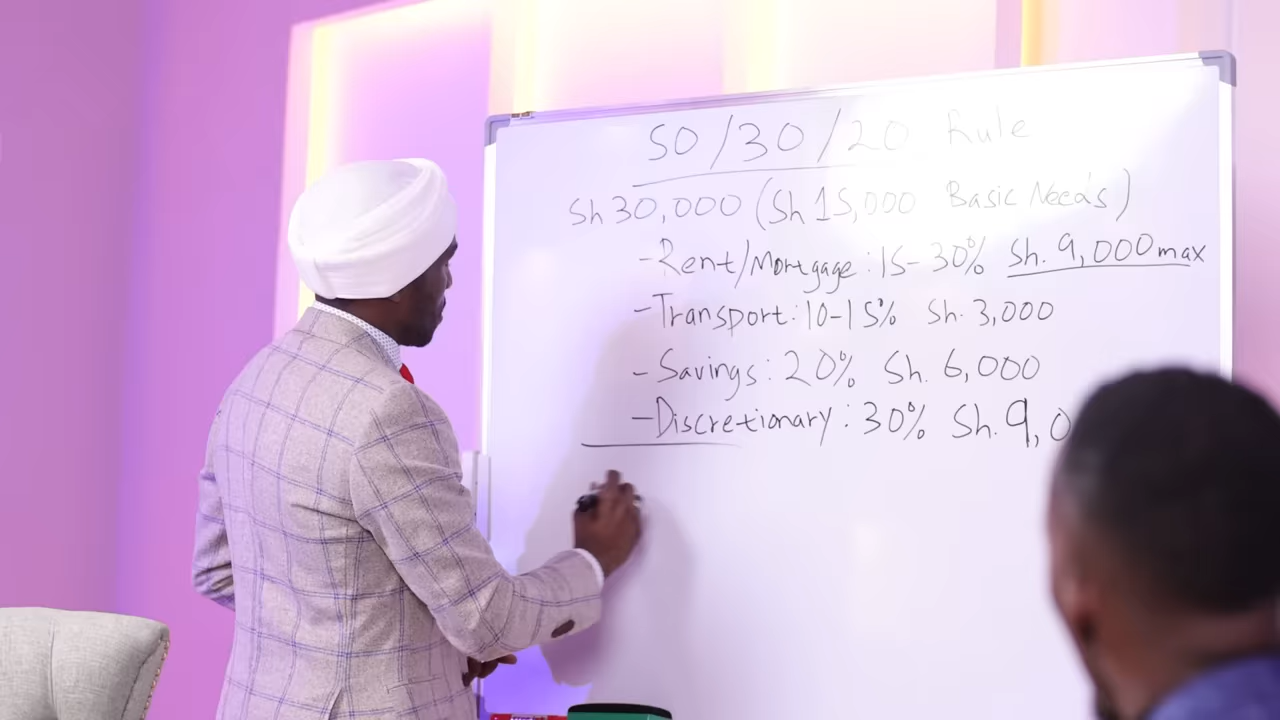 50/30/20 Rule
Sh 30,000 (Sh 15,000 Basic Needs)
-Rent/Mortgage: 15-30% Sh. 9,000 max
-Transport: 10-15% Sh. 3,000
-Savings: 20% Sh. 6,000
-Discretionary: 30% Sh. 9,0